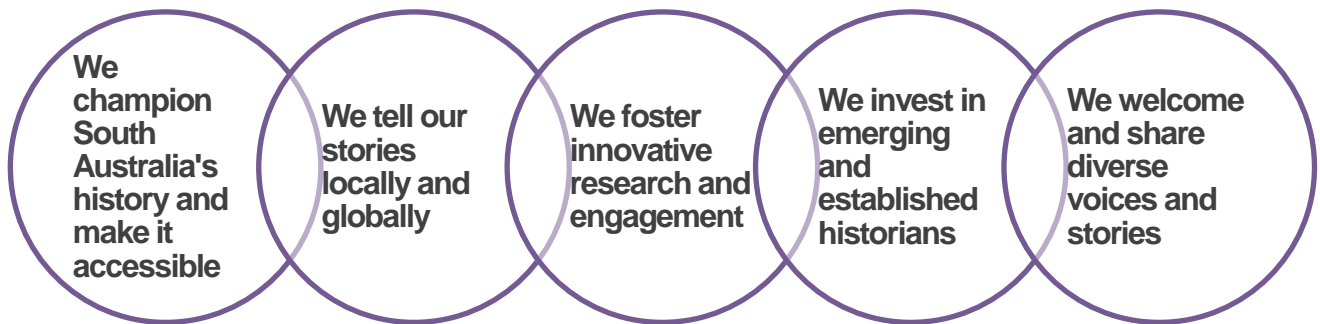 We
champion
South
Australia's
history and
make it
accessible
We tell our
stories
locally and
globally
We foster
innovative
research and
engagement
We invest in
emerging
and
established
historians
We welcome
and share
diverse
voices and
stories